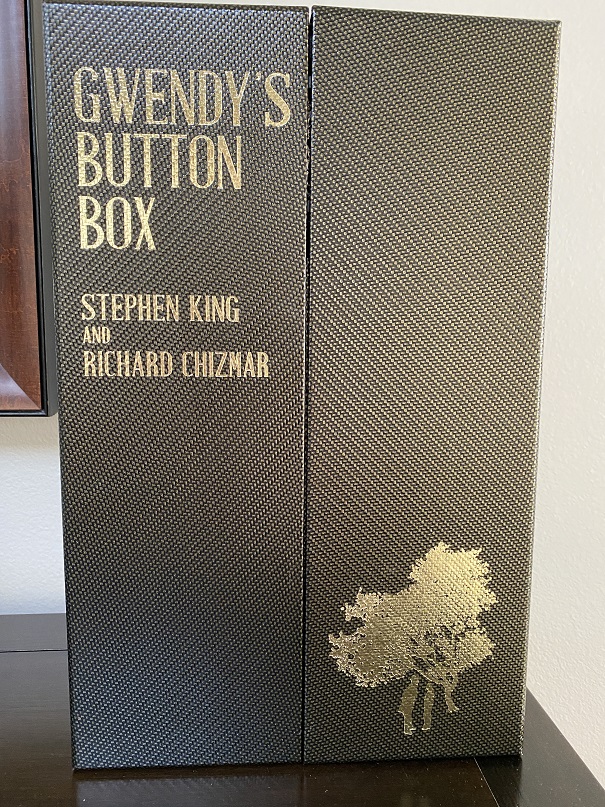 GWENDY'S
BUTTON
BOX
STEPHEN KING
AND
RICHARD CHIZMAR